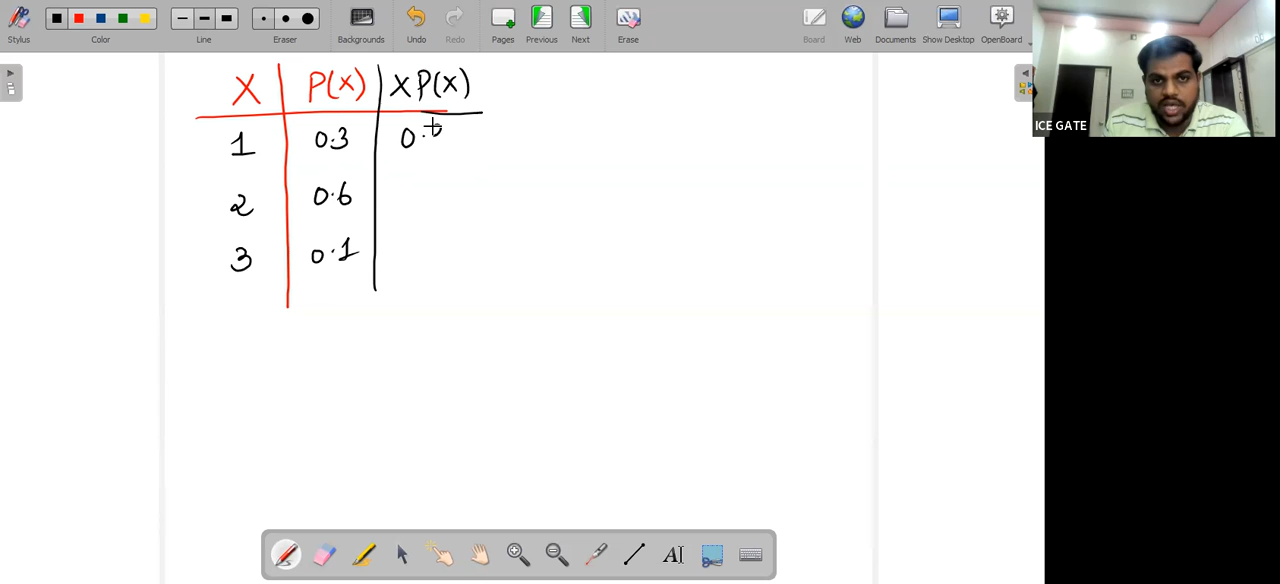 Stylus Color Line Eraser Backgrounds Undo Redo Pages Previous Next Erase Board Web Documents Show Desktop OpenBoard
ICE GATE
X P(x) XP(x)
1 0.3
2 0.6
3 0.1